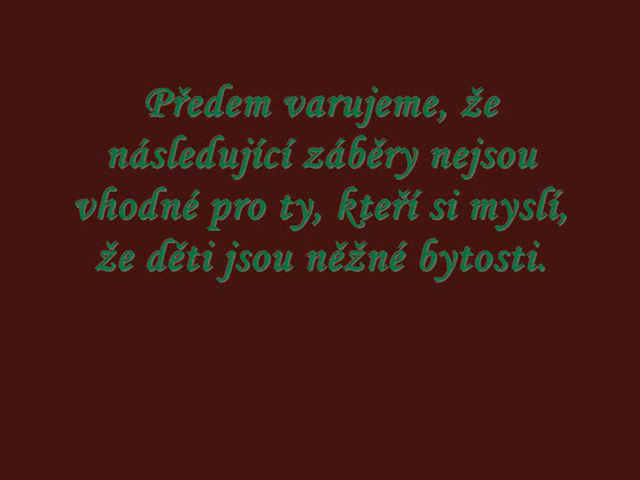 Předem varujeme, že
následující záběry nejsou
vhodné pro ty, kteří si myslí,
že děti jsou něžné bytosti.